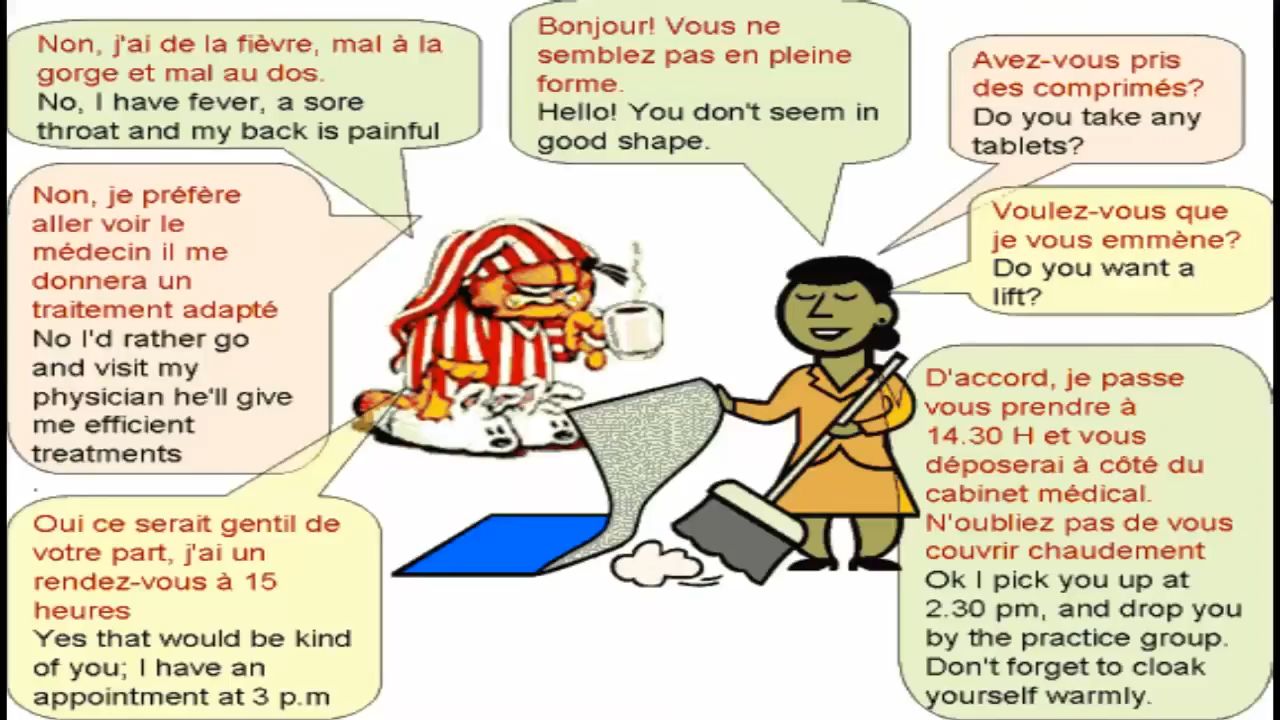 Bonjour! Vous ne
semblez pas en pleine
forme.
Hello! You don't seem in
good shape.
Non, j'ai de la fièvre, mal à la
gorge et mal au dos.
No, I have fever, a sore
throat and my back is painful
Avez-vous pris
des comprimés?
Do you take any
tablets?
Non, je préfère
aller voir le
médecin il me
donnera un
traitement adapté
No I'd rather go
and visit my
physician he'll give
me efficient
treatments
.
Voulez-vous que
je vous emmène?
Do you want a
lift?
Oui ce serait gentil de
votre part, j'ai un
rendez-vous à 15
heures
Yes that would be kind
of you; I have an
appointment at 3 p.m
D'accord, je passe
vous prendre à
14.30 H et vous
déposerai à côté du
cabinet médical.
N'oubliez pas de vous
couvrir chaudement
Ok I pick you up at
2.30 pm, and drop you
by the practice group.
Don't forget to cloak
yourself warmly.